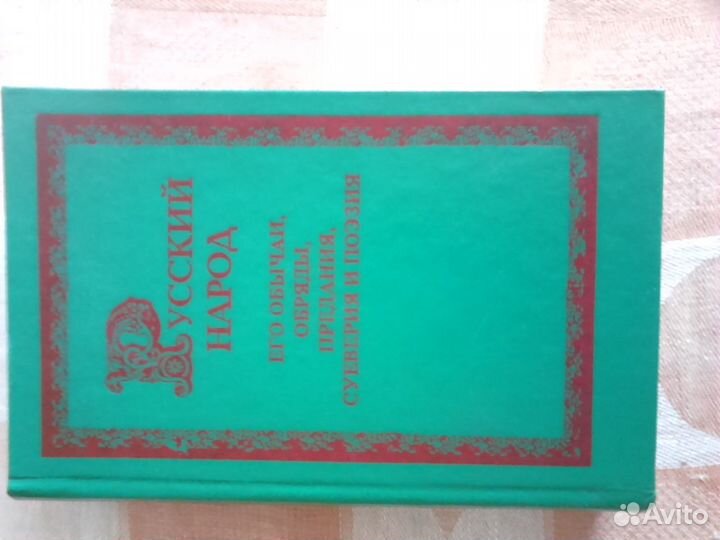 РУССКИЙ
НАРОД
ЕГО ОБЫЧАИ,
ОБРЯДЫ,
ПРЕДАНИЯ,
СУЕВЕРИЯ И ПОЭЗИЯ
Avito